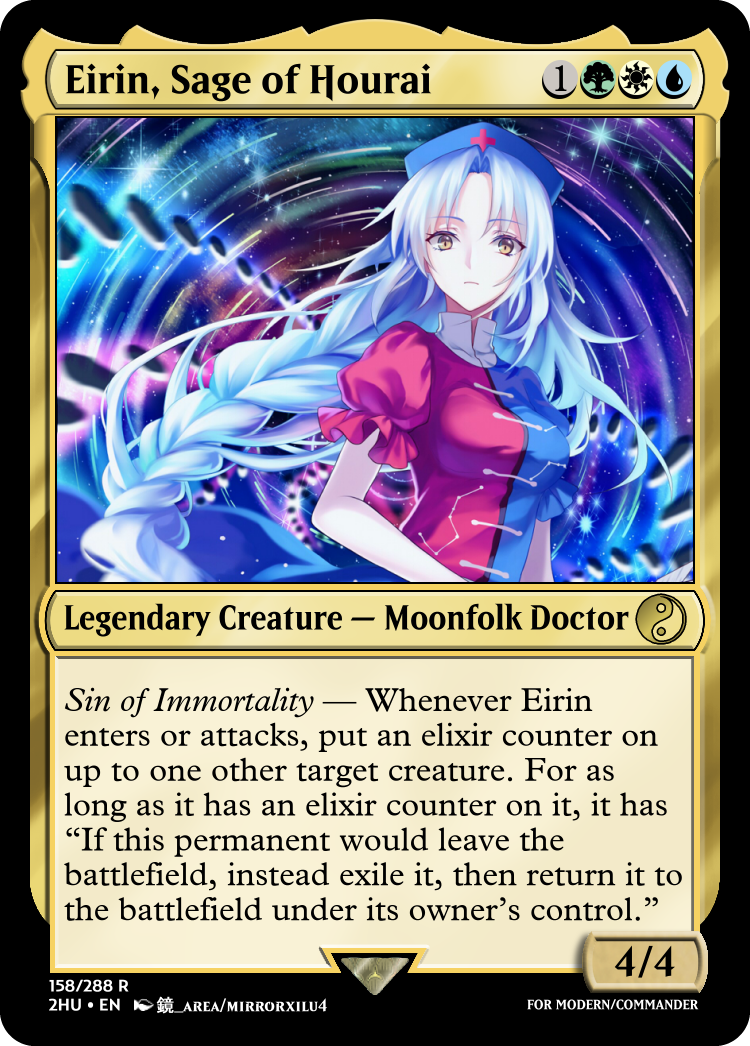 Eirin, Sage of Hourai 1
Legendary Creature — Moonfolk Doctor
Sin of Immortality — Whenever Eirin
enters or attacks, put an elixir counter on
up to one other target creature. For as
long as it has an elixir counter on it, it has
“If this permanent would leave the
battlefield, instead exile it, then return it to
the battlefield under its owner’s control.”
4/4
158/288 R
2HU • EN 鏡_AREA/MIRRORXILU4
FOR MODERN/COMMANDER